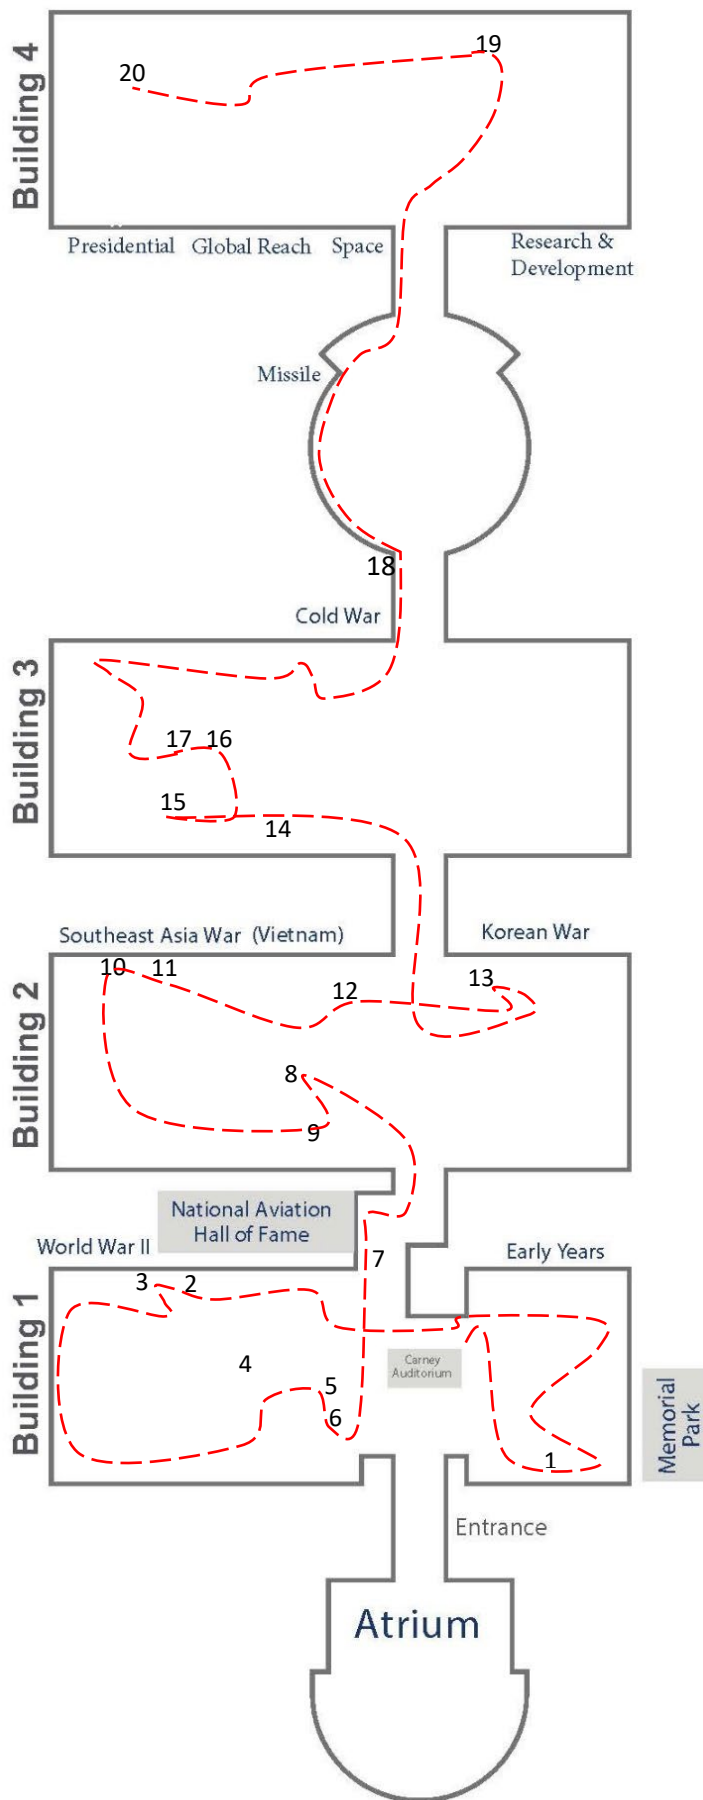 Building 4
19
20
Presidential
Global Reach
Space
Research &
Development
Missile
18
Cold War
Building 3
17
16
15
14
Southeast Asia War (Vietnam)
Korean War
Building 2
10
11
12
13
8
9
National Aviation
Hall of Fame
World War II
7
Early Years
Building 1
3
2
4
5
6
Carney
Auditorium
1
Memorial
Park
Entrance
Atrium